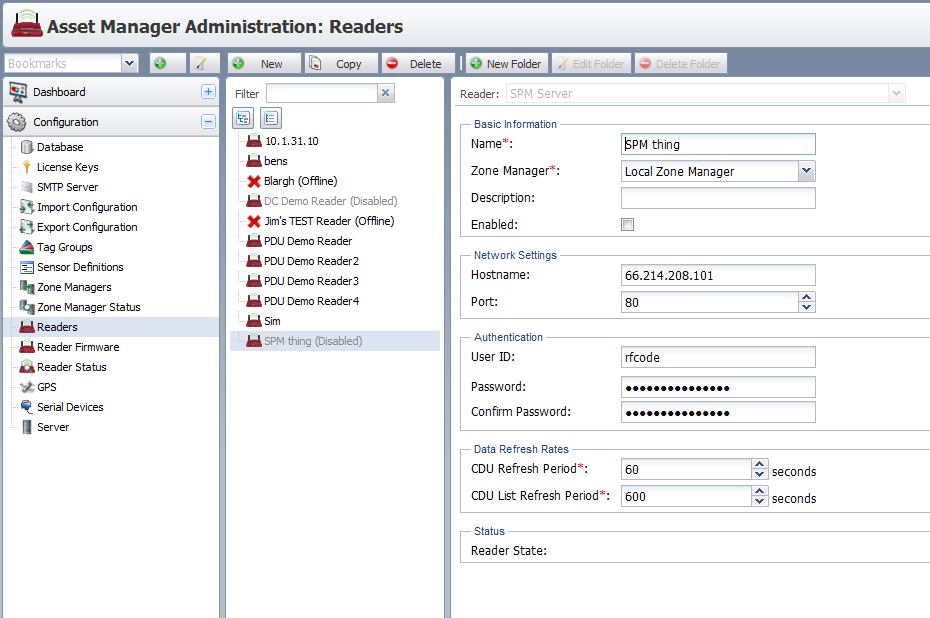 Asset Manager Administration: Readers
Bookmarks
New
Copy
Delete
New Folder
Edit Folder
Delete Folder
Dashboard
Configuration
Database
License Keys
SMTP Server
Import Configuration
Export Configuration
Tag Groups
Sensor Definitions
Zone Managers
Zone Manager Status
Readers
Reader Firmware
Reader Status
GPS
Serial Devices
Server
Filter
10.1.31.10
bens
Blargh (Offline)
DC Demo Reader (Disabled)
Jim's TEST Reader (Offline)
PDU Demo Reader
PDU Demo Reader2
PDU Demo Reader3
PDU Demo Reader4
Sim
SPM thing (Disabled)
Reader: SPM Server
Basic Information
Name*: SPM thing
Zone Manager*: Local Zone Manager
Description:
Enabled:
Network Settings
Hostname: 66.214.208.101
Port: 80
Authentication
User ID: rfcode
Password: •••••••••••••••
Confirm Password: •••••••••••••••
Data Refresh Rates
CDU Refresh Period*: 60 seconds
CDU List Refresh Period*: 600 seconds
Status
Reader State: